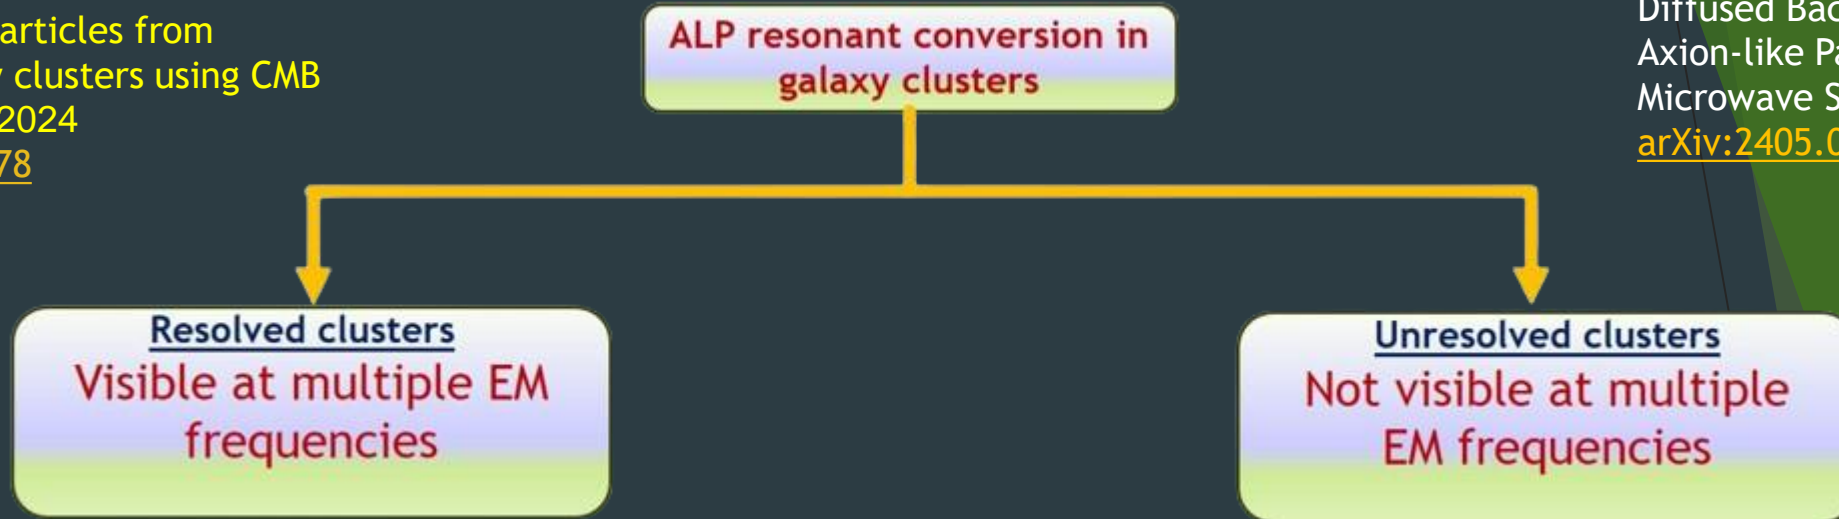 articles from
clusters using CMB
2024
78
ALP resonant conversion in
galaxy clusters
Diffused
Axion-like
Microwave
arXiv:2405.0
Resolved clusters
Visible at multiple EM
frequencies
Unresolved clusters
Not visible at multiple
EM frequencies